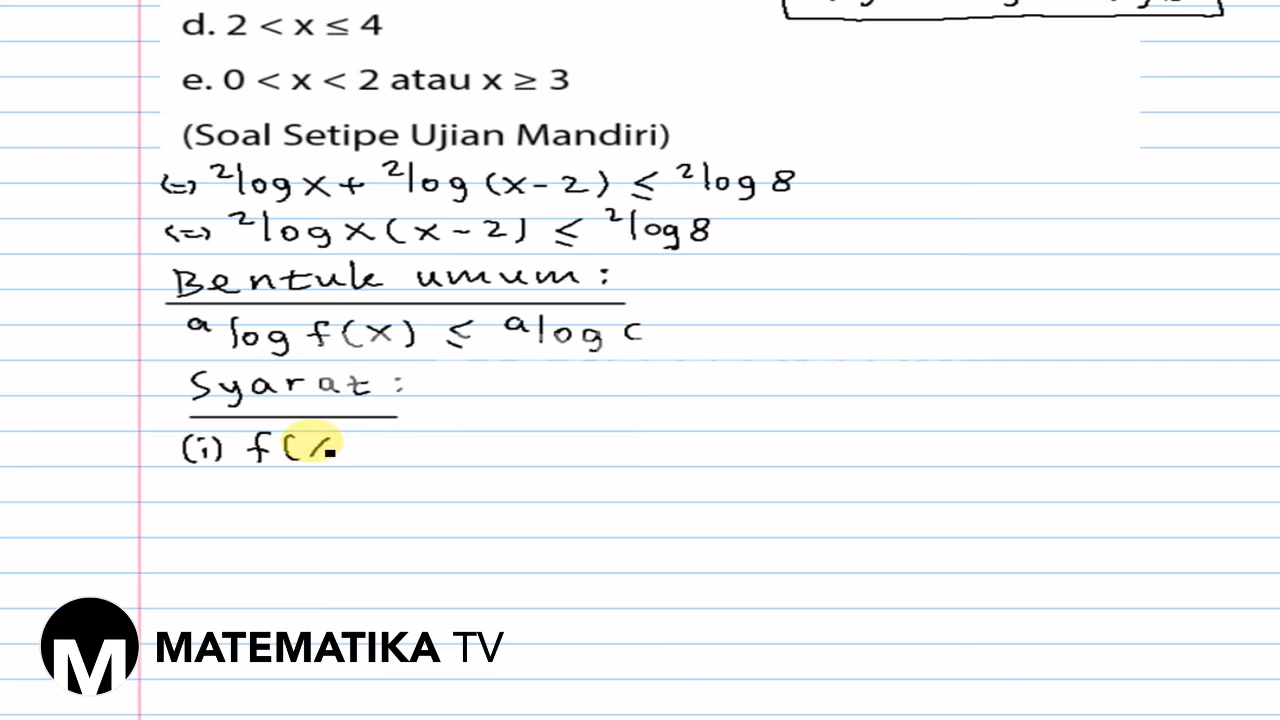 d. 2 < x ≤ 4
e. 0 < x < 2 atau x ≥ 3
(Soal Setipe Ujian Mandiri)
<=> ²log x + ²log (x - 2) ≤ ²log 8
<=> ²log x (x - 2) ≤ ²log 8
Bentuk umum :
ᵃlog f(x) ≤ ᵃlog c
Syarat :
(i) f(
M MATEMATIKA TV